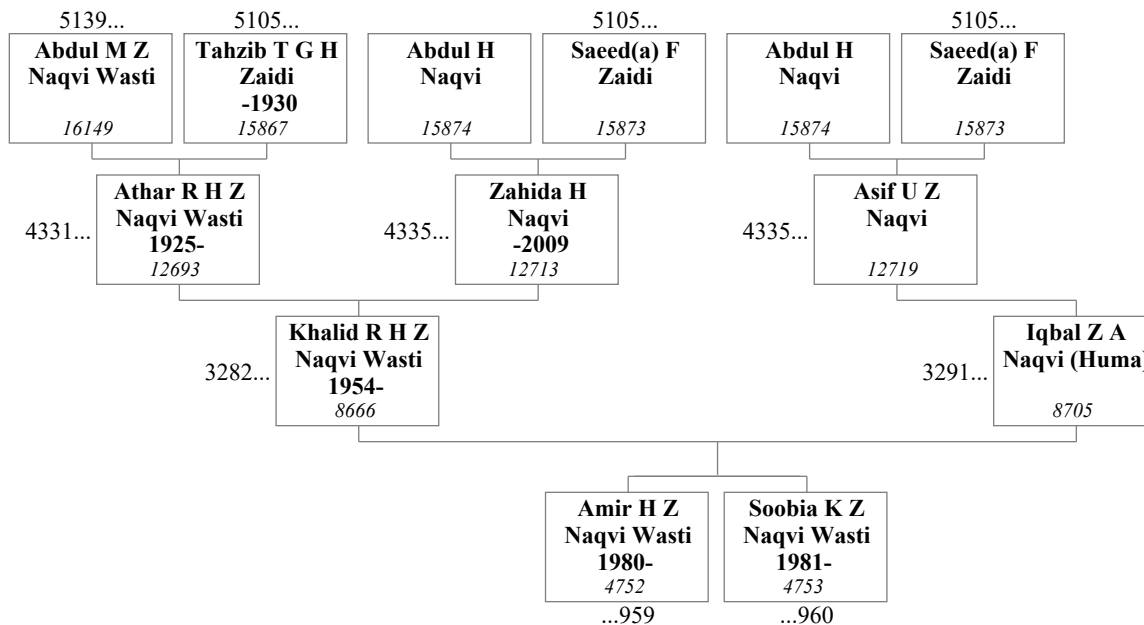 5139...
Abdul M Z
Naqvi Wasti
16149
5105...
Tahzib T G H
Zaidi
-1930
15867
Abdul H
Naqvi
15874
5105...
Saeed(a) F
Zaidi
15873
Abdul H
Naqvi
15874
5105...
Saeed(a) F
Zaidi
15873
4331...
Athar R H Z
Naqvi Wasti
1925-
12693
4335...
Zahida H
Naqvi
-2009
12713
4335...
Asif U Z
Naqvi
12719
3282...
Khalid R H Z
Naqvi Wasti
1954-
8666
3291...
Iqbal Z A
Naqvi (Huma)
8705
Amir H Z
Naqvi Wasti
1980-
4752
...959
Soobia K Z
Naqvi Wasti
1981-
4753
...960